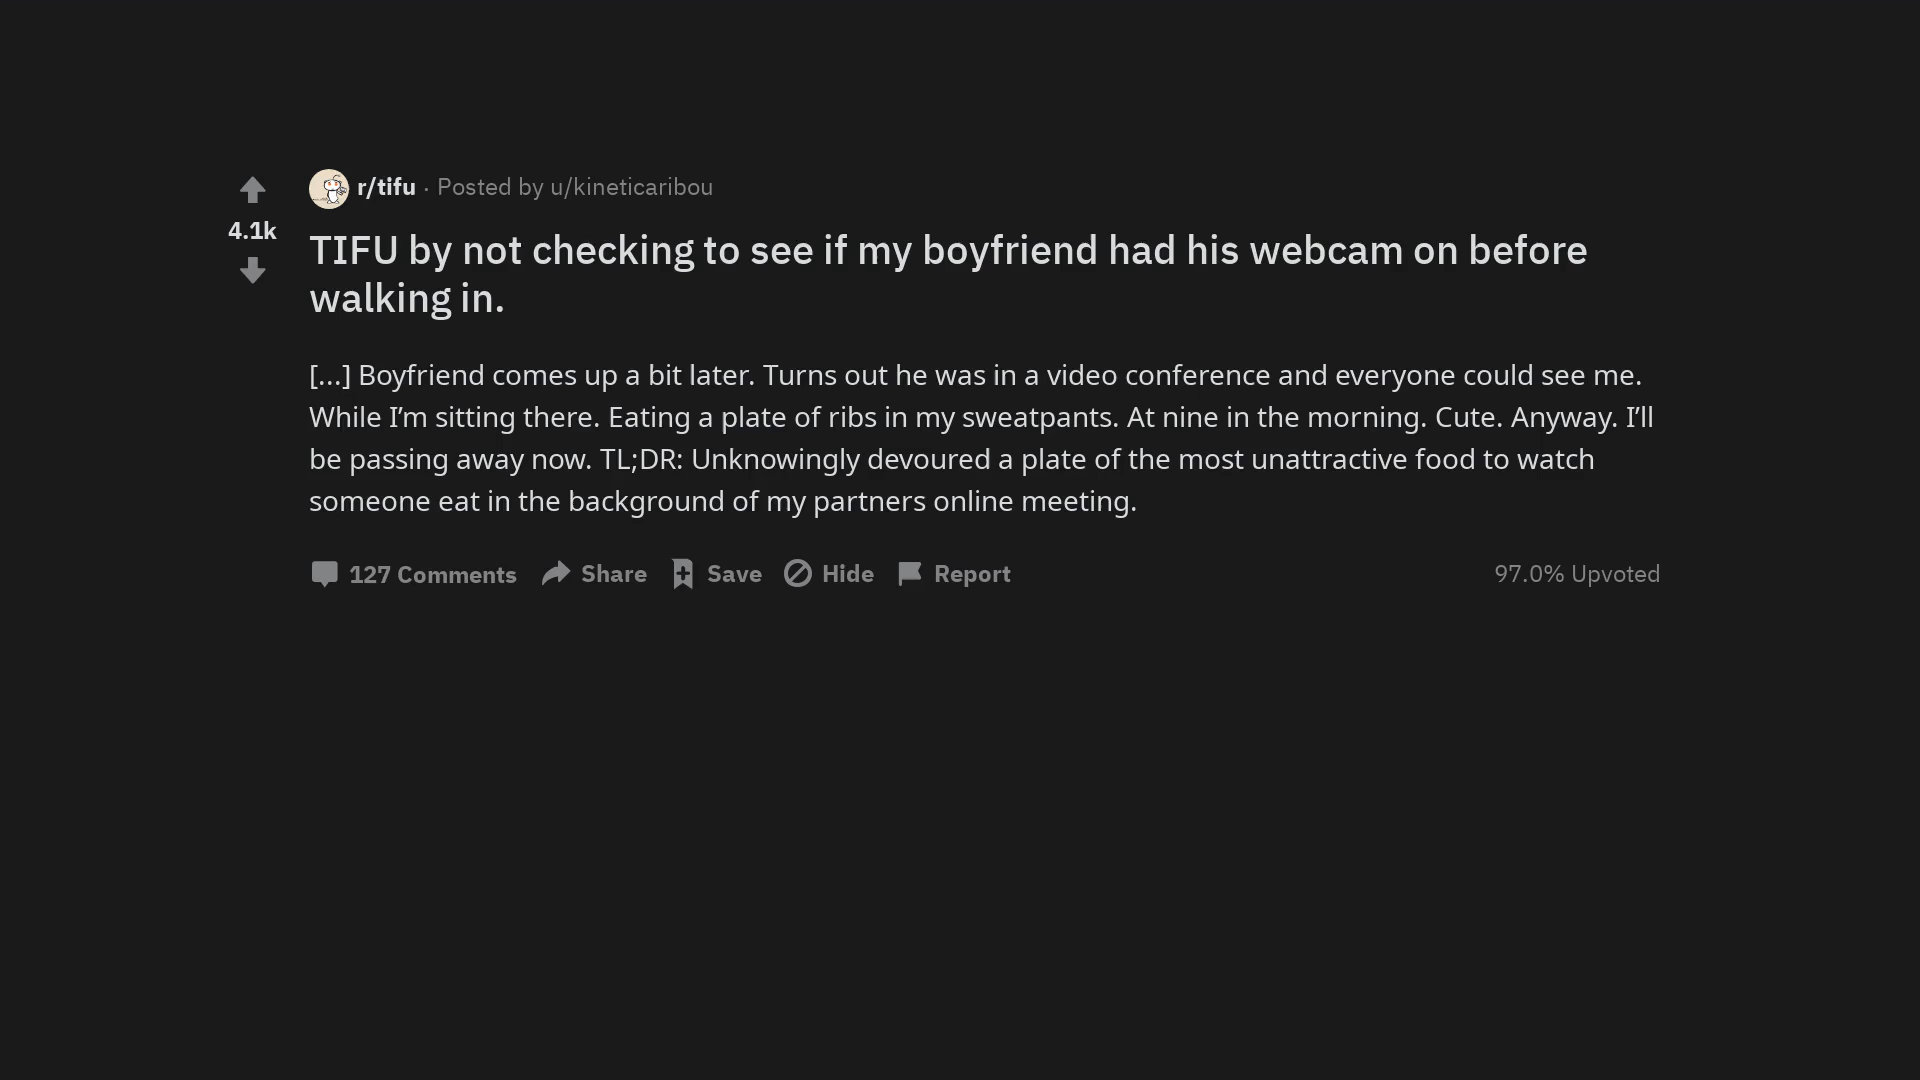 r/tifu · Posted by u/kineticaribou
4.1k
TIFU by not checking to see if my boyfriend had his webcam on before
walking in.
[...] Boyfriend comes up a bit later. Turns out he was in a video conference and everyone could see me.
While I’m sitting there. Eating a plate of ribs in my sweatpants. At nine in the morning. Cute. Anyway. I’ll
be passing away now. TL;DR: Unknowingly devoured a plate of the most unattractive food to watch
someone eat in the background of my partners online meeting.
127 Comments Share Save Hide Report 97.0% Upvoted